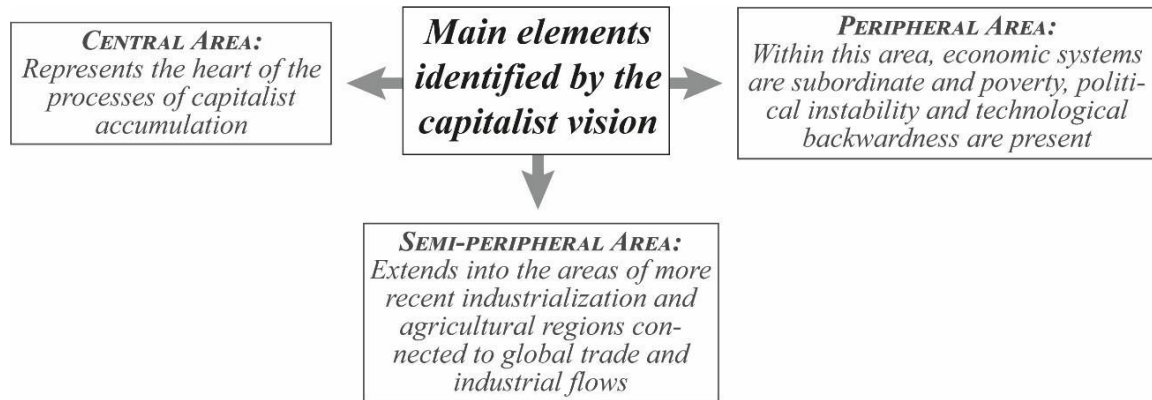 CENTRAL AREA:
Represents the heart of the
processes of capitalist
accumulation
Main elements
identified by the
capitalist vision
PERIPHERAL AREA:
Within this area, economic systems
are subordinate and poverty, politi-
cal instability and technological
backwardness are present
SEMI-PERIPHERAL AREA:
Extends into the areas of more
recent industrialization and
agricultural regions con-
nected to global trade and
industrial flows